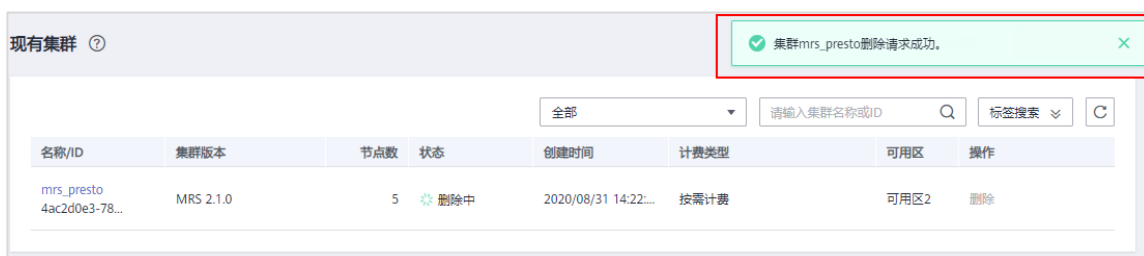 现有集群
集群mrs_presto删除请求成功。
全部
请输入集群名称或ID
标签搜索
名称/ID 集群版本 节点数 状态 创建时间 计费类型 可用区 操作
mrs_presto
4ac2d0e3-78... MRS 2.1.0 5 删除中 2020/08/31 14:22:... 按需计费 可用区2 删除